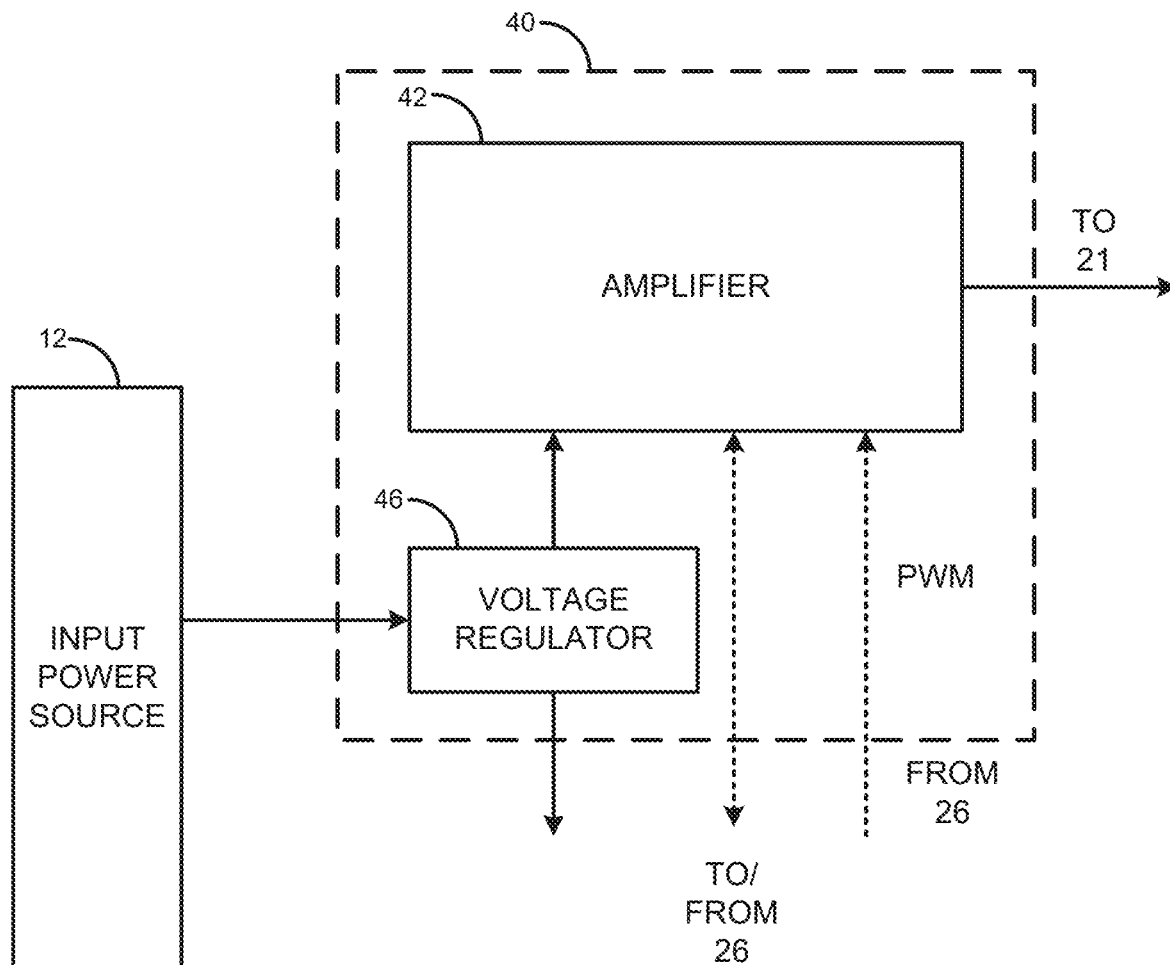 40
42
AMPLIFIER
TO
21
12
46
VOLTAGE
REGULATOR
PWM
INPUT
POWER
SOURCE
FROM
26
TO/
FROM
26